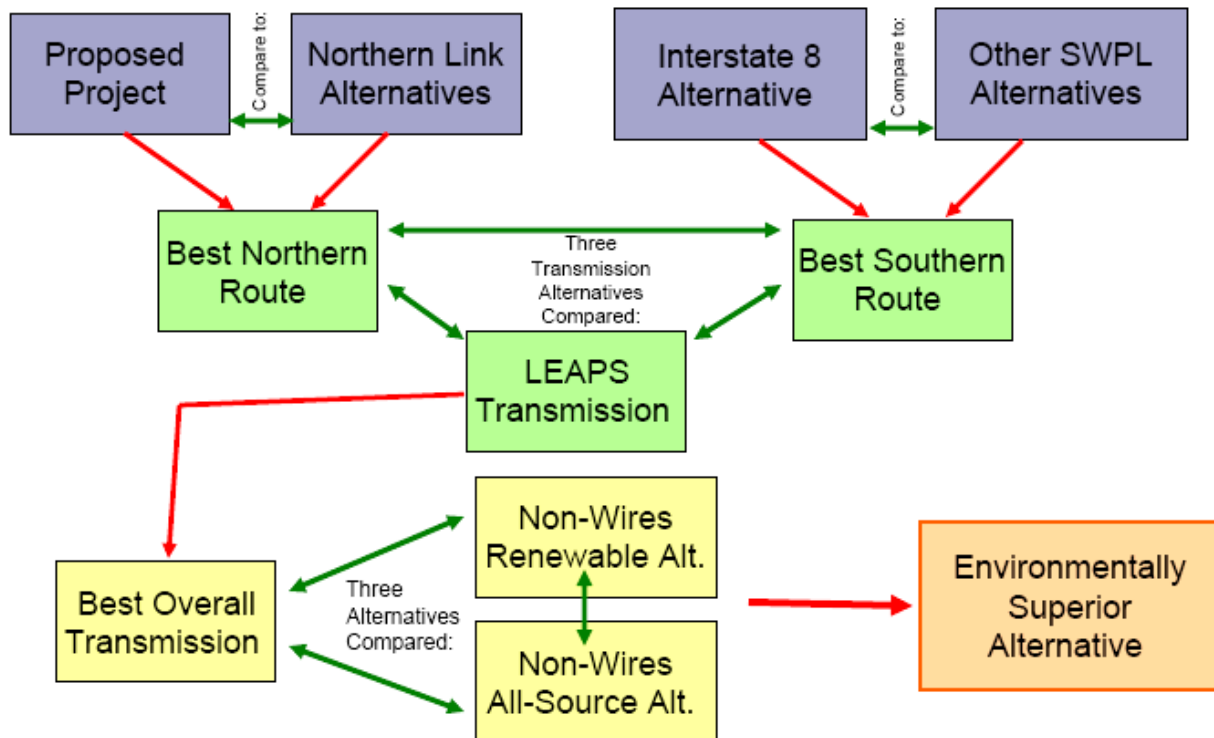 Proposed
Project
Compare to:
Northern Link
Alternatives
Interstate 8
Alternative
Compare to:
Other SWPL
Alternatives
Best Northern
Route
Three
Transmission
Alternatives
Compared:
Best Southern
Route
LEAPS
Transmission
Best Overall
Transmission
Three
Alternatives
Compared:
Non-Wires
Renewable Alt.
Non-Wires
All-Source Alt.
Environmentally
Superior
Alternative